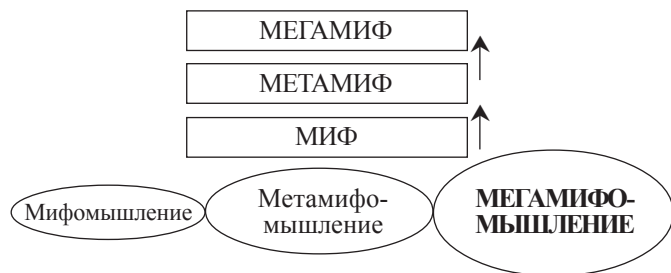 МЕГАМИФ
МЕТАМИФ
МИФ
Мифомышление
Метамифо-
мышление
МЕГАМИФО-
МЫШЛЕНИЕ